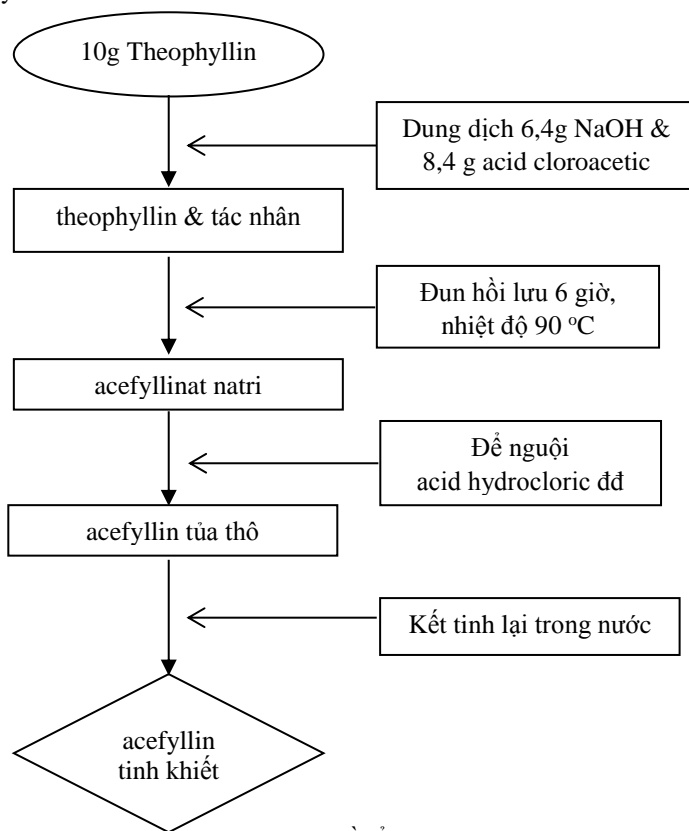 10g Theophyllin
Dung dịch 6,4g NaOH &
8,4 g acid cloroacetic
theophyllin & tác nhân
Đun hồi lưu 6 giờ,
nhiệt độ 90 °C
acefyllinat natri
Để nguội
acid hydrocloric đđ
acefyllin tủa thô
Kết tinh lại trong nước
acefyllin
tinh khiết